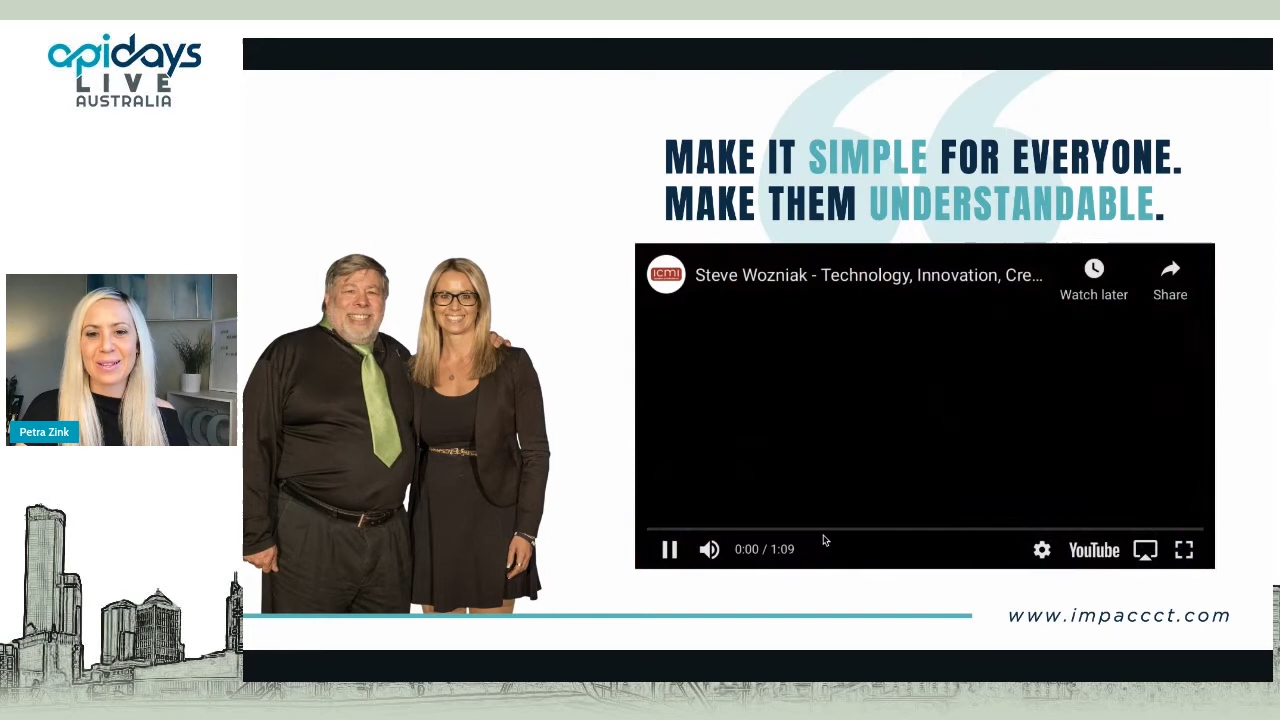 apidays
LIVE
AUSTRALIA
MAKE IT SIMPLE FOR EVERYONE.
MAKE THEM UNDERSTANDABLE.
icmi
Steve Wozniak - Technology, Innovation, Cre...
Watch later
Share
Petra Zink
0:00 / 1:09
YouTube
www.impaccct.com